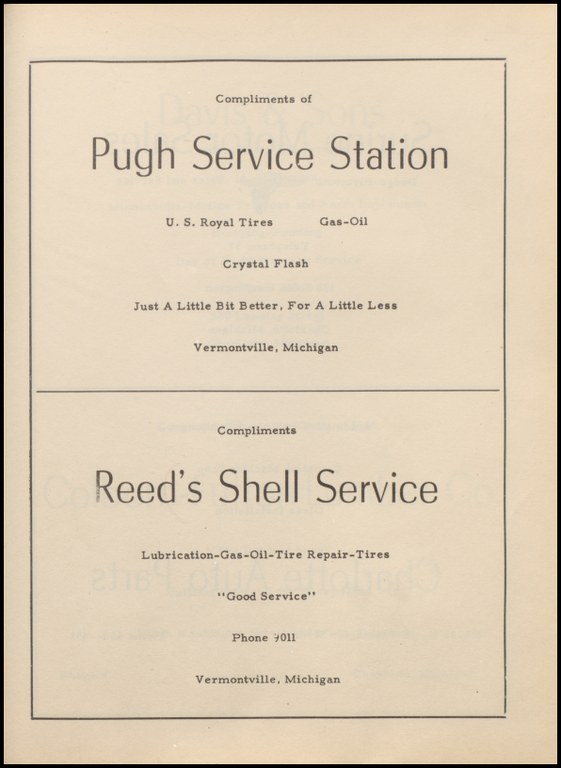 Compliments of
Pugh Service Station
U. S. Royal Tires Gas-Oil
Crystal Flash
Just A Little Bit Better, For A Little Less
Vermontville, Michigan
Compliments
Reed's Shell Service
Lubrication-Gas-Oil-Tire Repair-Tires
"Good Service"
Phone
Vermontville, Michigan